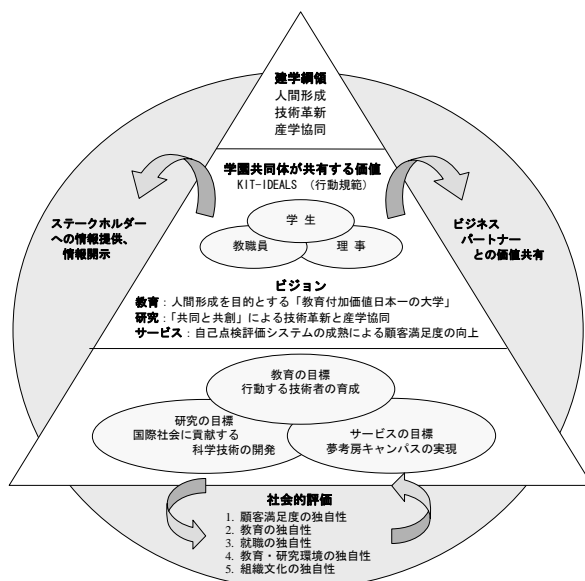 建学綱領
人間形成
技術革新
産学協同
学園共同体が共有する価値
KIT-IDEALS （行動規範）
学 生
教職員
理 事
ステークホルダー
への情報提供、
情報開示
ビジネス
パートナー
との価値共有
ビジョン
教育：人間形成を目的とする「教育付加価値日本一の大学」
研究：「共同と共創」による技術革新と産学協同
サービス：自己点検評価システムの成熟による顧客満足度の向上
教育の目標
行動する技術者の育成
研究の目標
国際社会に貢献する
科学技術の開発
サービスの目標
夢考房キャンパスの実現
社会的評価
1. 顧客満足度の独自性
2. 教育の独自性
3. 就職の独自性
4. 教育・研究環境の独自性
5. 組織文化の独自性